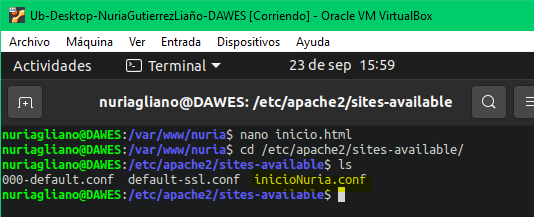 Ub-Desktop-NuriaGutierrezLiaño-DAWES [Corriendo] - Oracle VM VirtualBox
Archivo Máquina Ver Entrada Dispositivos Ayuda
Actividades Terminal 23 de sep 15:59
nuriagliano@DAWES: /etc/apache2/sites-available
nuriagliano@DAWES:/var/www/nuria$ nano inicio.html
nuriagliano@DAWES:/var/www/nuria$ cd /etc/apache2/sites-available/
nuriagliano@DAWES:/etc/apache2/sites-available$ ls
000-default.conf default-ssl.conf inicioNuria.conf
nuriagliano@DAWES:/etc/apache2/sites-available$